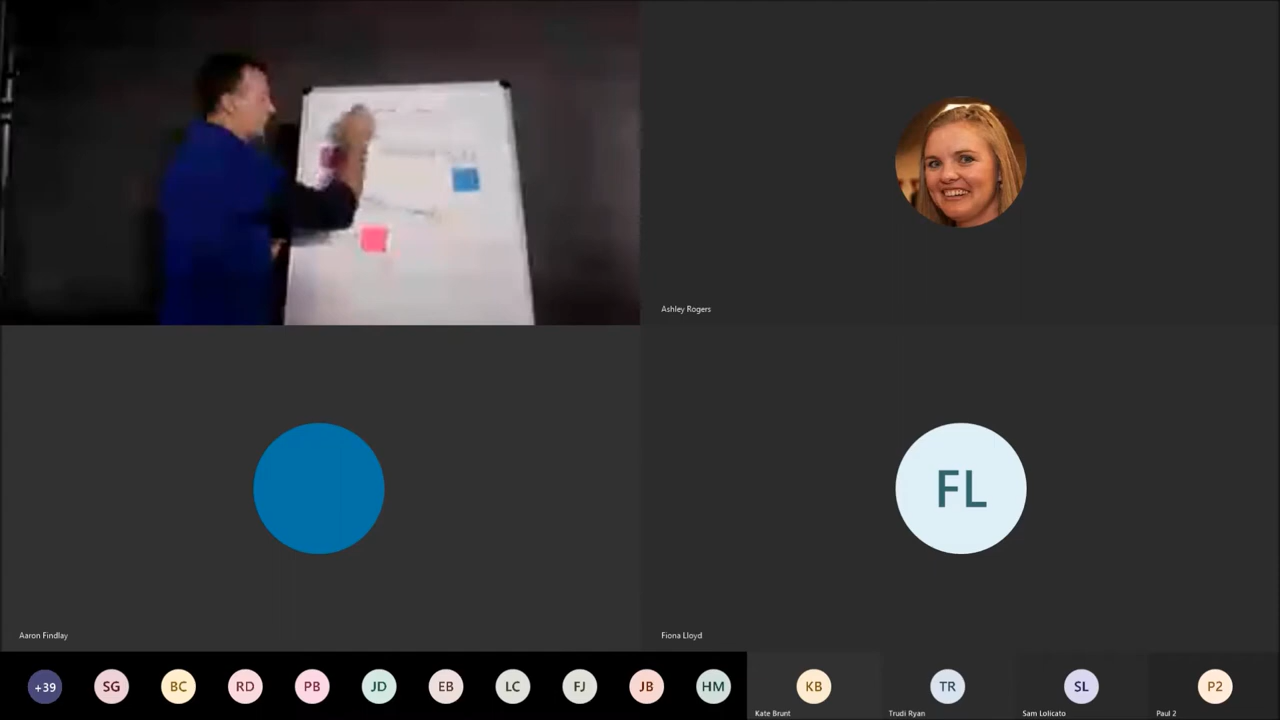 Ashley Rogers
FL
Aaron Findlay
Fiona Lloyd
+39 SG BC RD PB JD EB LC FJ JB HM KB TR SL P2
Kate Brunt Trudi Ryan Sam Lolicato Paul 2